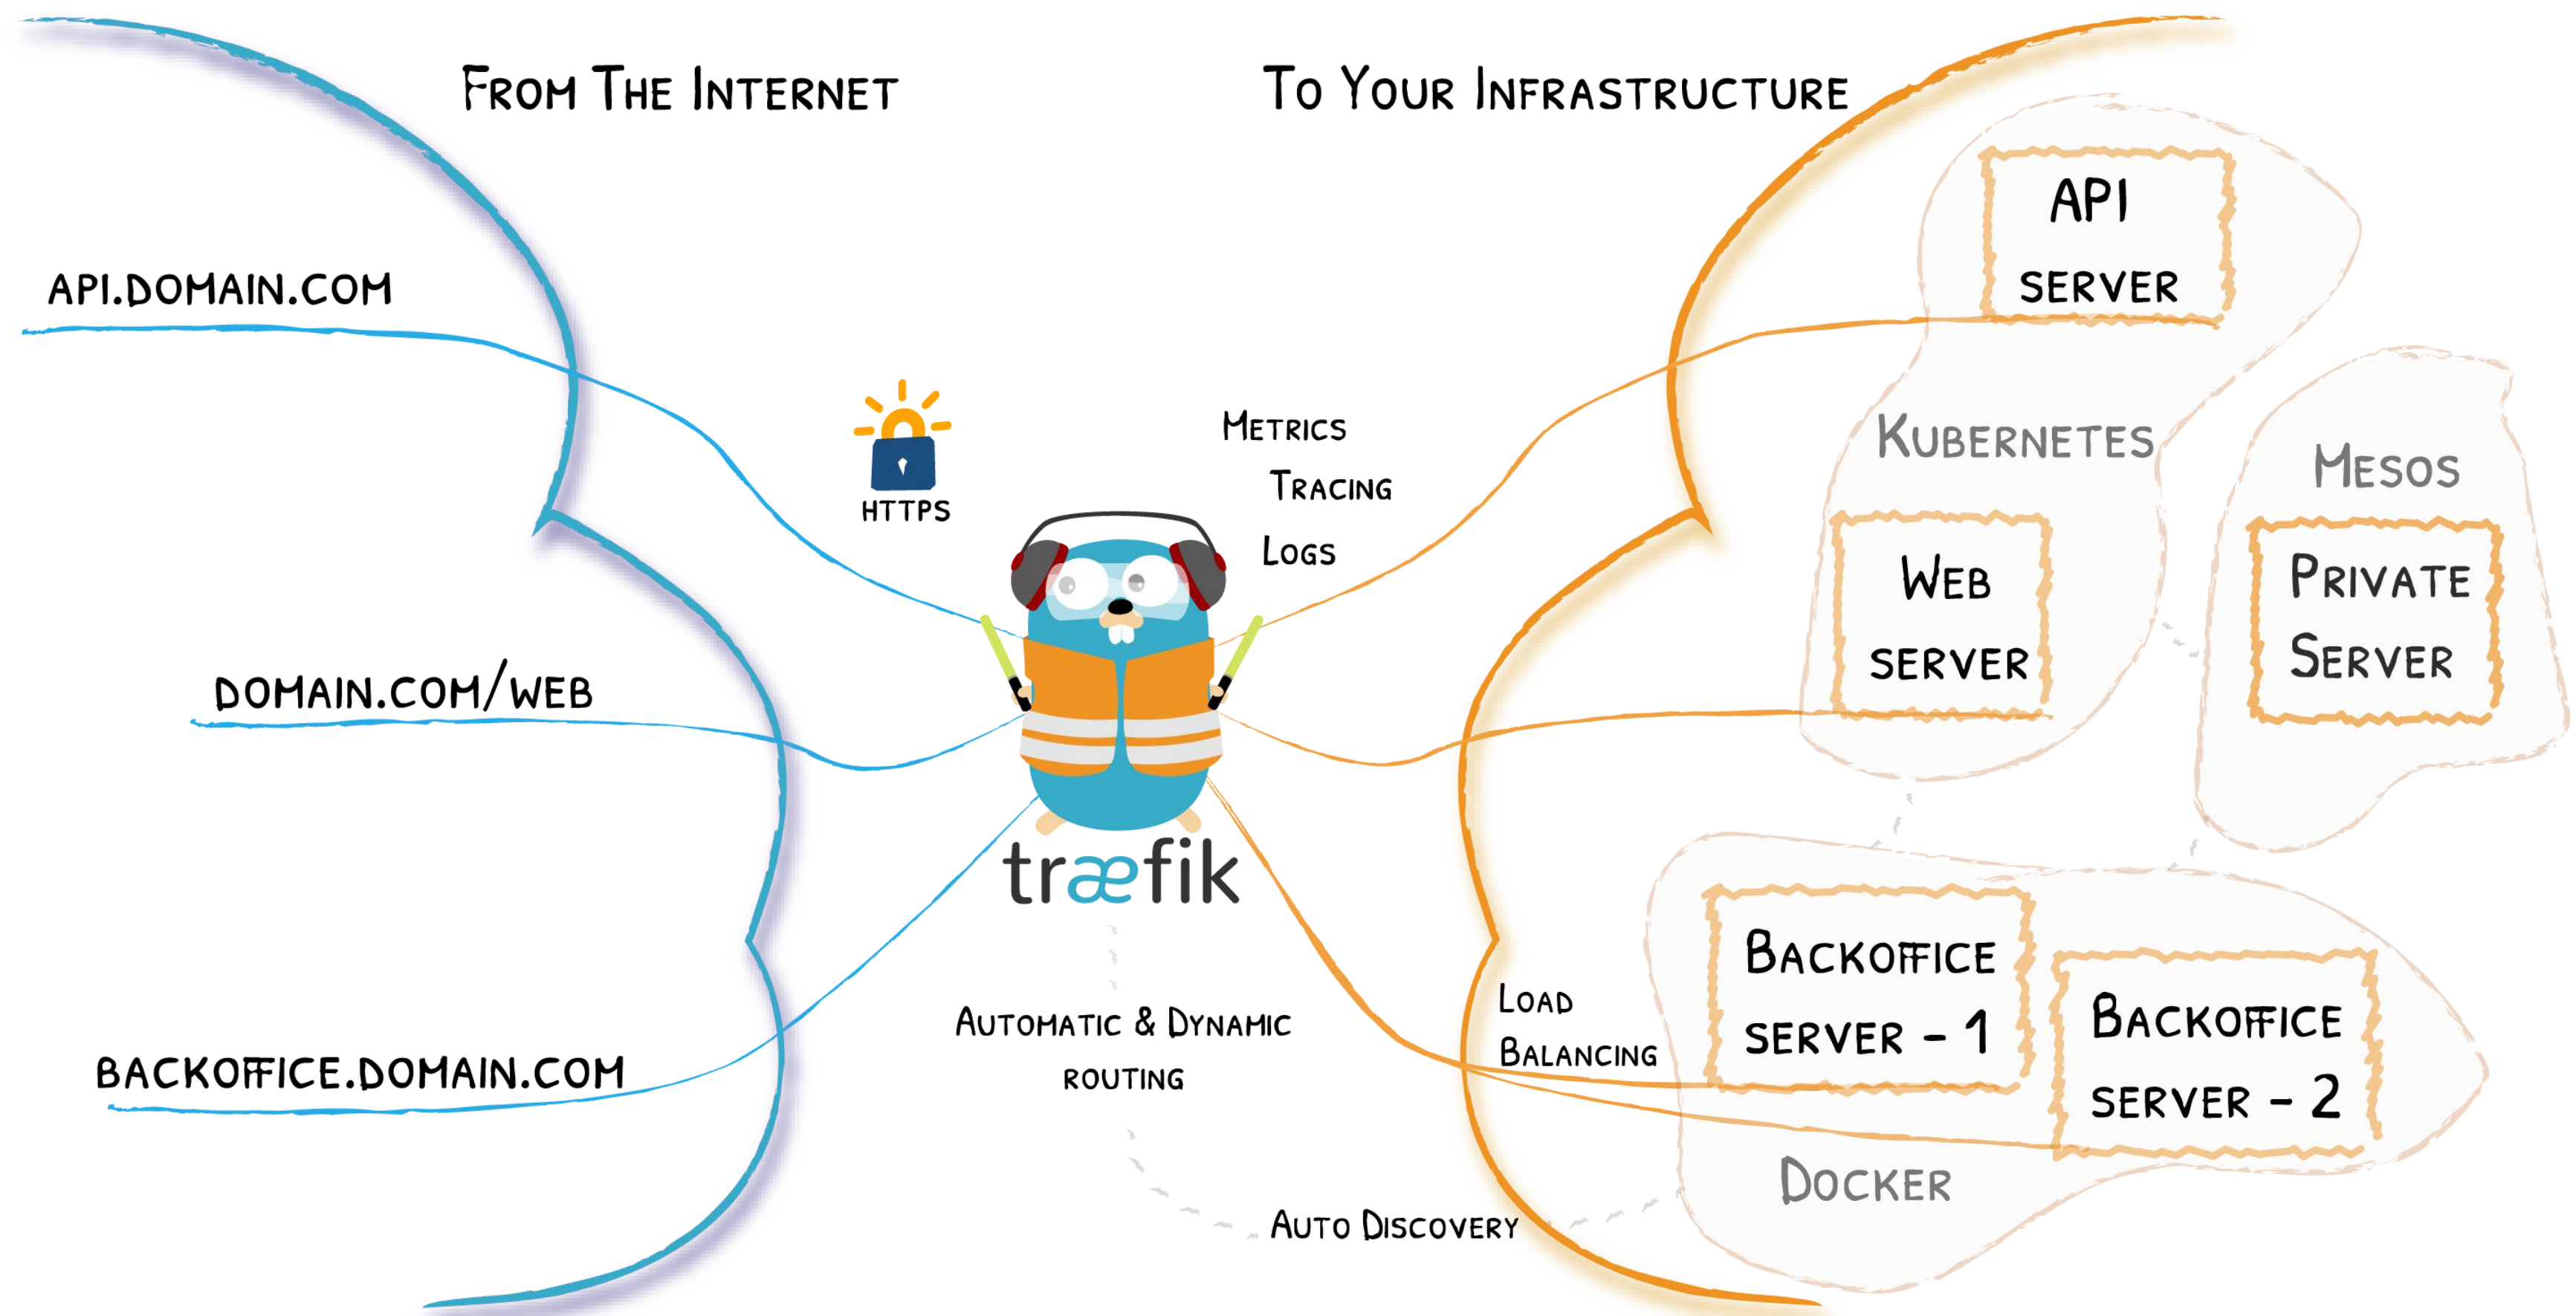 From The Internet
To Your Infrastructure
API
server
api.domain.com
Metrics
Kubernetes
Mesos
Tracing
HTTPS
Logs
Web
server
Private
Server
domain.com/web
træfik
Backoffice
server - 1
Load
Balancing
Backoffice
server - 2
Automatic & Dynamic
routing
backoffice.domain.com
Docker
Auto Discovery